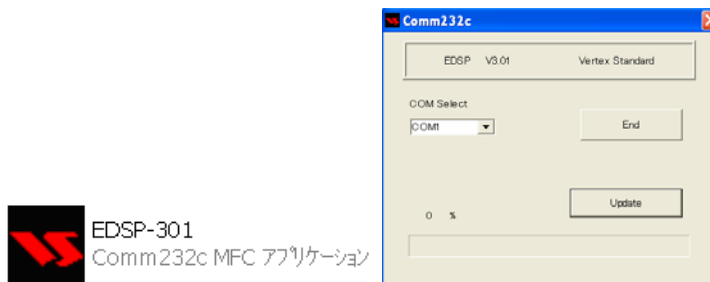 EDSP-301
Comm232c MFC アプリケーション
Comm232c
EDSP V3.01 Vertex Standard
COM Select
COM1
End
Update
0 %